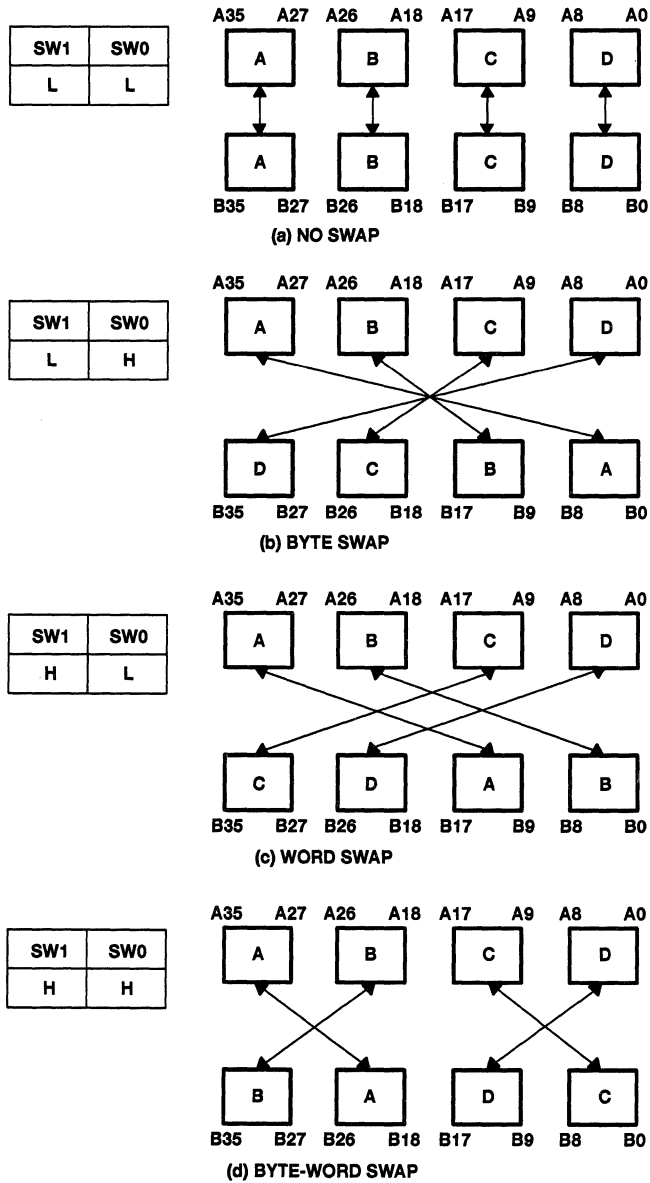 A35 A27 A26 A18 A17 A9 A8 A0
SW1 SW0
L L
A B C D
A B C D
B35 B27 B26 B18 B17 B9 B8 B0
(a) NO SWAP
A35 A27 A26 A18 A17 A9 A8 A0
SW1 SW0
L H
A B C D
D C B A
B35 B27 B26 B18 B17 B9 B8 B0
(b) BYTE SWAP
A35 A27 A26 A18 A17 A9 A8 A0
SW1 SW0
H L
A B C D
C D A B
B35 B27 B26 B18 B17 B9 B8 B0
(c) WORD SWAP
A35 A27 A26 A18 A17 A9 A8 A0
SW1 SW0
H H
A B C D
B A D C
B35 B27 B26 B18 B17 B9 B8 B0
(d) BYTE-WORD SWAP